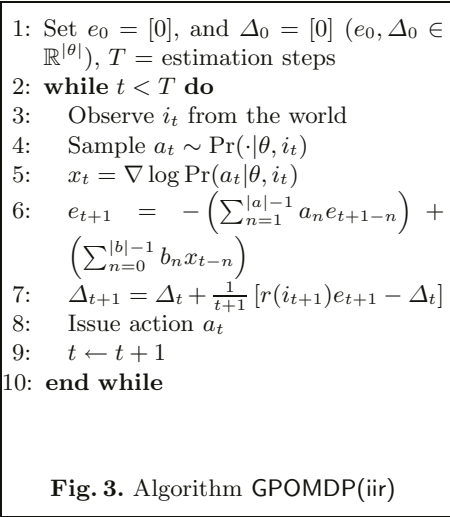 1: Set e_0 = [0], and Δ_0 = [0] (e_0, Δ_0 ∈
ℝ^{|θ|}), T = estimation steps
2: while t < T do
3: Observe i_t from the world
4: Sample a_t ∼ Pr(·|θ, i_t)
5: x_t = ∇ log Pr(a_t|θ, i_t)
6: e_{t+1} = −(∑_{n=1}^{|a|−1} a_n e_{t+1−n}) +
(∑_{n=0}^{|b|−1} b_n x_{t−n})
7: Δ_{t+1} = Δ_t + \frac{1}{t+1} [r(i_{t+1})e_{t+1} − Δ_t]
8: Issue action a_t
9: t ← t + 1
10: end while
Fig. 3. Algorithm GPOMDP(iir)